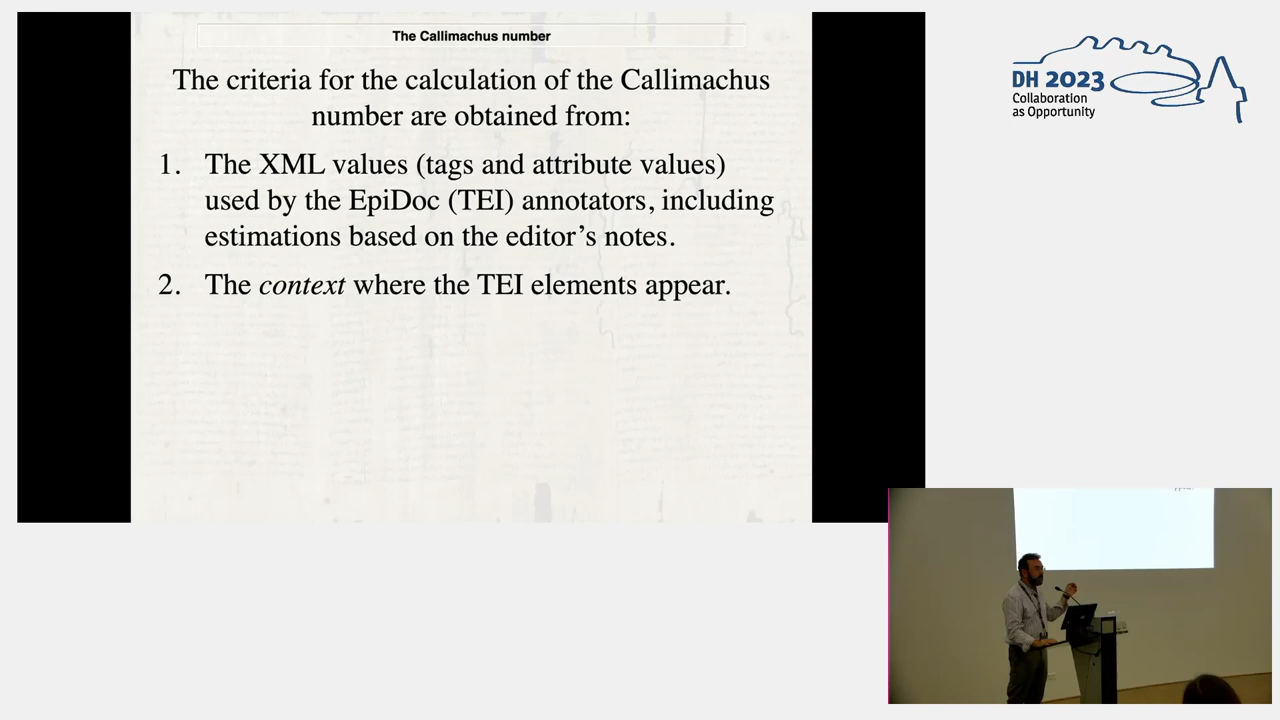 The Callimachus number
The criteria for the calculation of the Callimachus
number are obtained from:
1. The XML values (tags and attribute values)
used by the EpiDoc (TEI) annotators, including
estimations based on the editor’s notes.
2. The context where the TEI elements appear.
DH 2023
Collaboration
as Opportunity